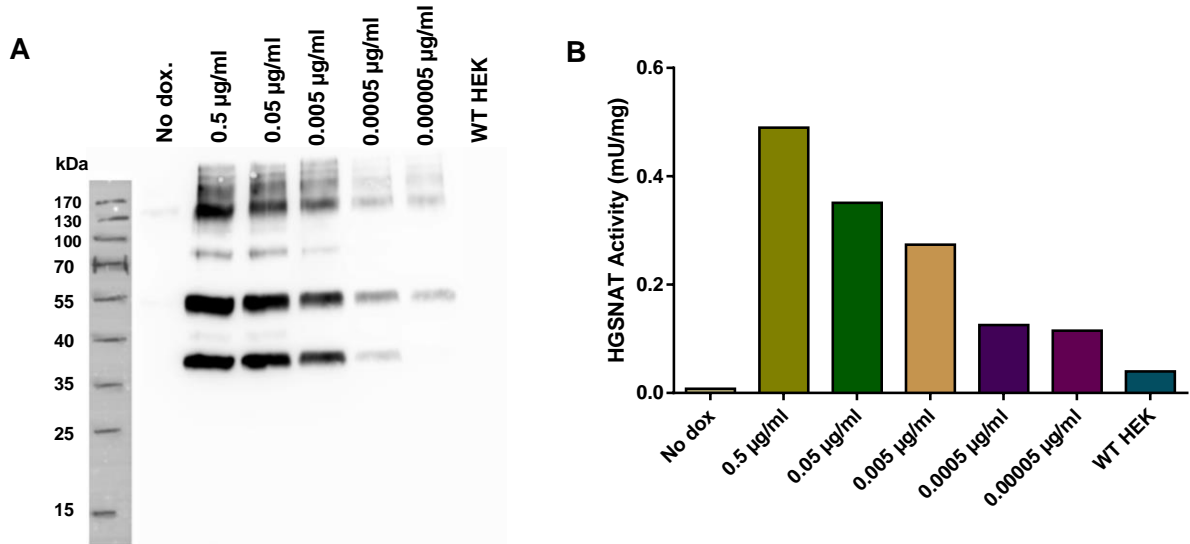 A
No dox.
0.5 µg/ml
0.05 µg/ml
0.005 µg/ml
0.0005 µg/ml
0.00005 µg/ml
WT HEK
kDa
170
130
100
70
55
40
35
25
15
B
HGSNAT Activity (mU/mg)
0.6
0.4
0.2
0.0
No dox
0.5 µg/ml
0.05 µg/ml
0.005 µg/ml
0.0005 µg/ml
0.00005 µg/ml
WT HEK